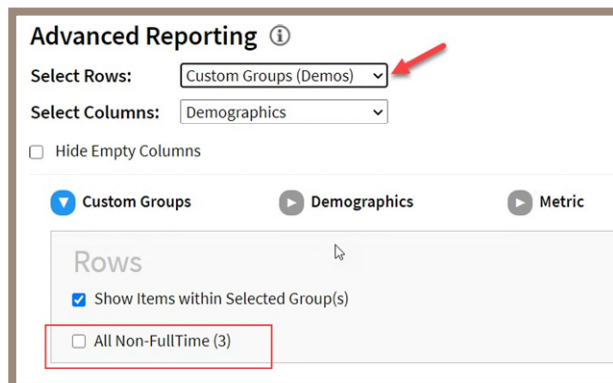 Advanced Reporting
Select Rows: Custom Groups (Demos)
Select Columns: Demographics
Hide Empty Columns
Custom Groups Demographics Metric
Rows
Show Items within Selected Group(s)
All Non-FullTime (3)